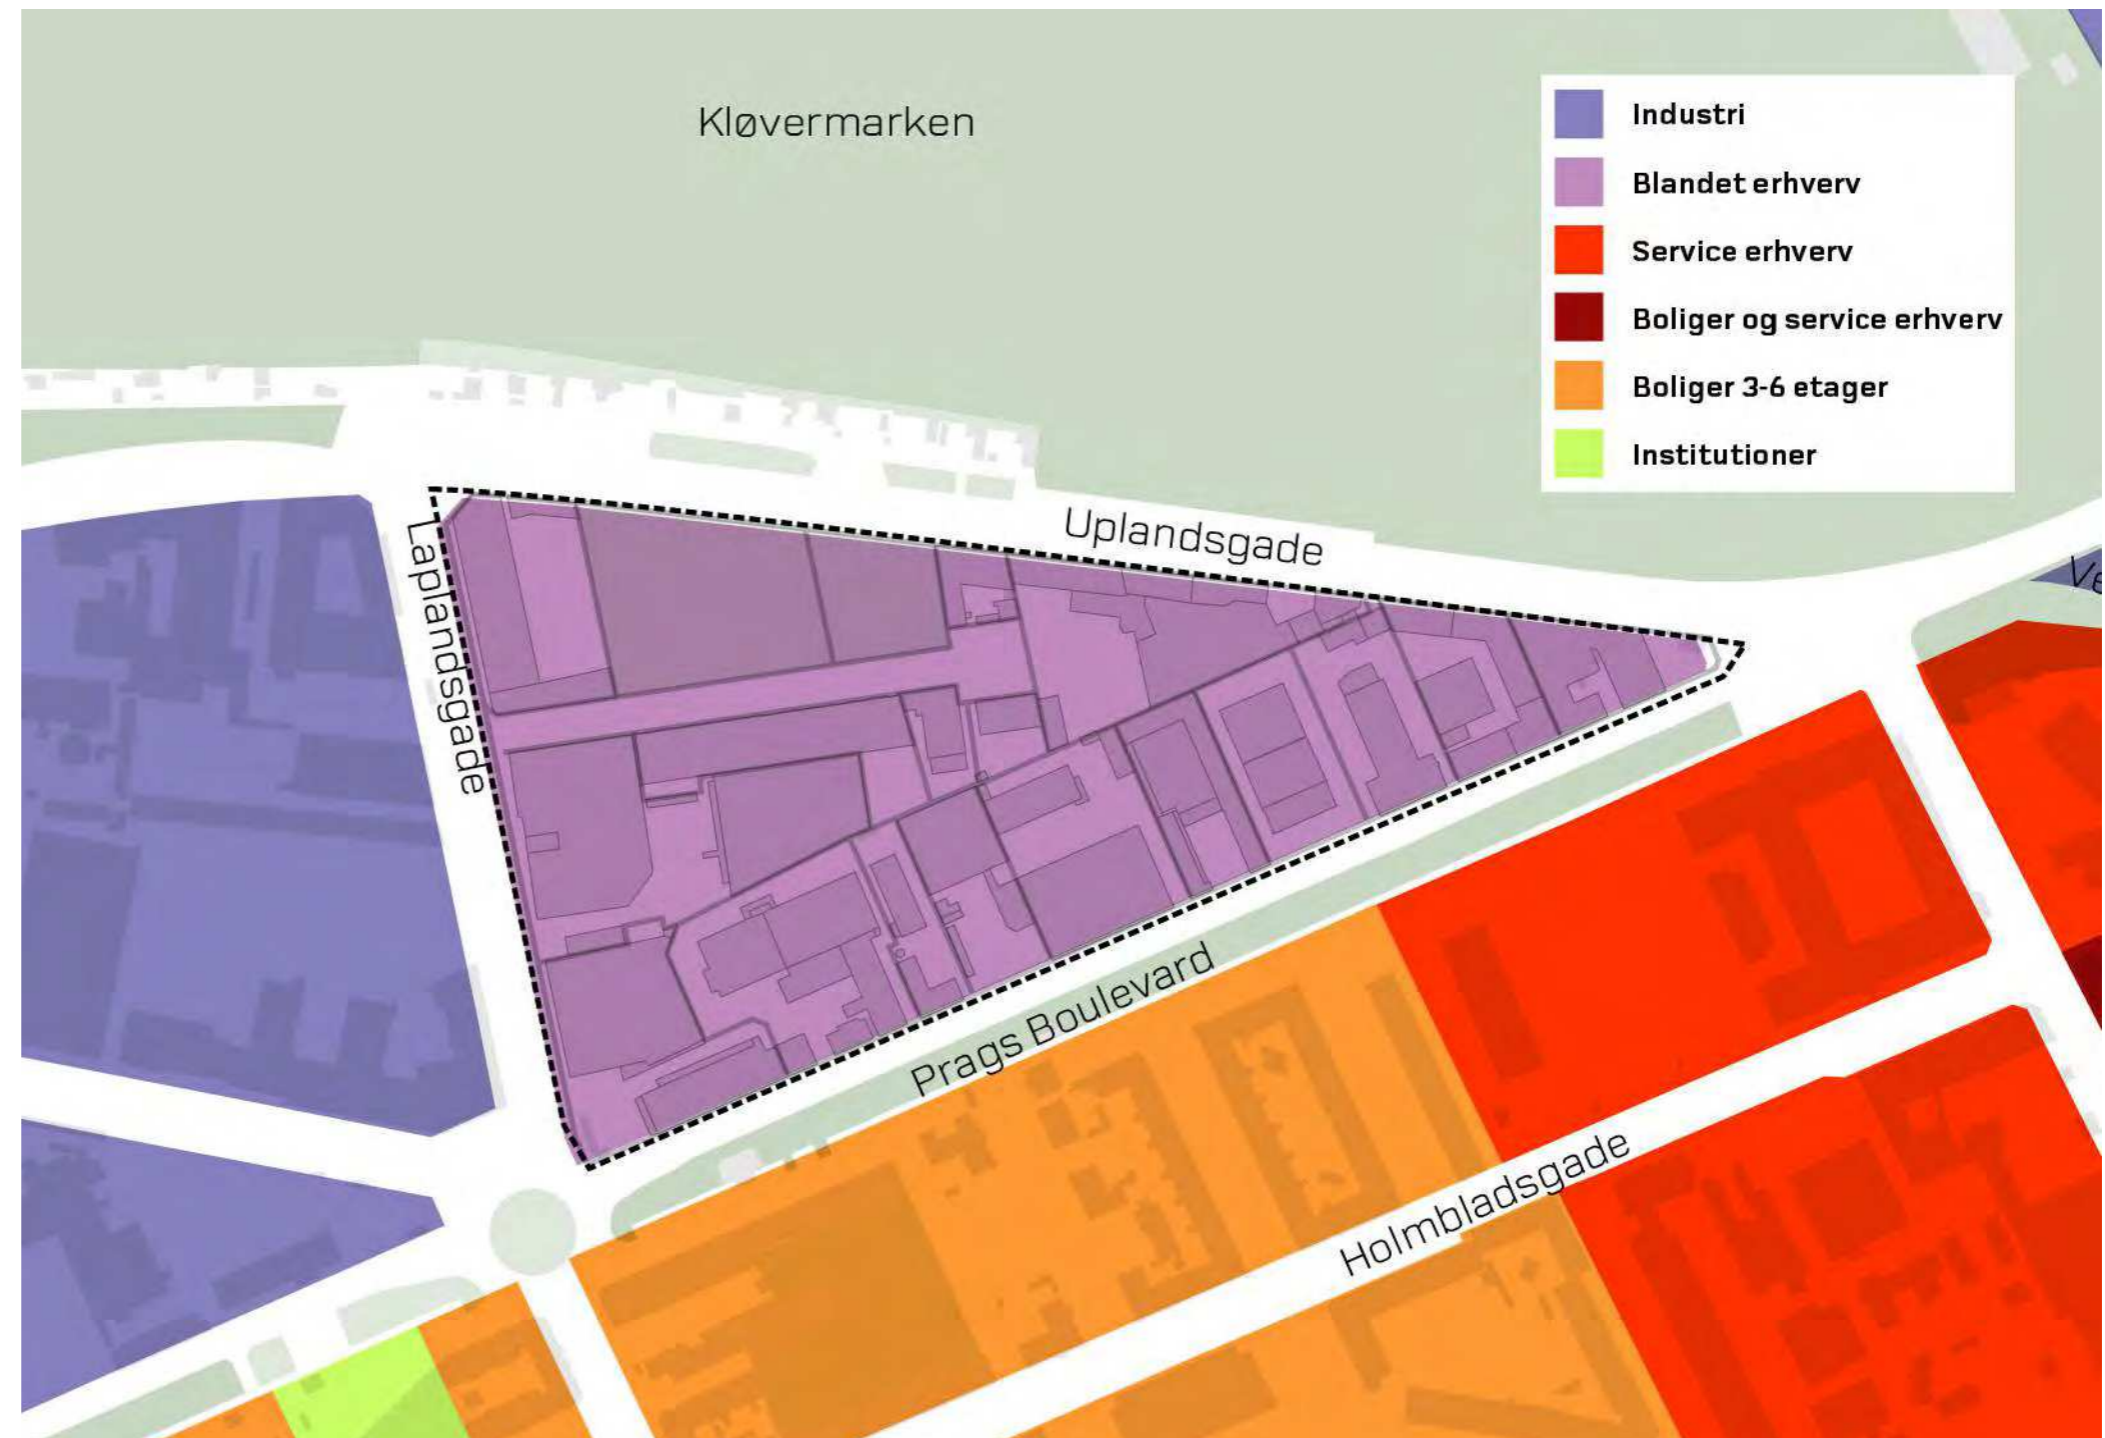 Kløvermarken
Industri
Blandet erhverv
Service erhverv
Boliger og service erhverv
Boliger 3-6 etager
Institutioner
Uplandsgade
Laplandsgade
Prags Boulevard
Holmbladsgade